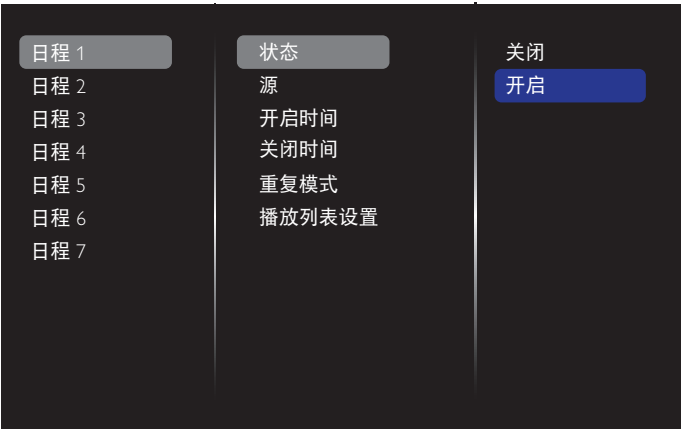 日程 1
日程 2
日程 3
日程 4
日程 5
日程 6
日程 7
状态
源
开启时间
关闭时间
重复模式
播放列表设置
关闭
开启